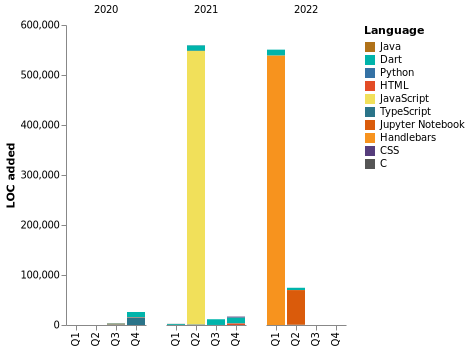 2020 2021 2022
600,000
500,000
400,000
300,000
200,000
100,000
0
LOC added
Q1 Q2 Q3 Q4 Q1 Q2 Q3 Q4 Q1 Q2 Q3 Q4
Language
Java
Dart
Python
HTML
JavaScript
TypeScript
Jupyter Notebook
Handlebars
CSS
C